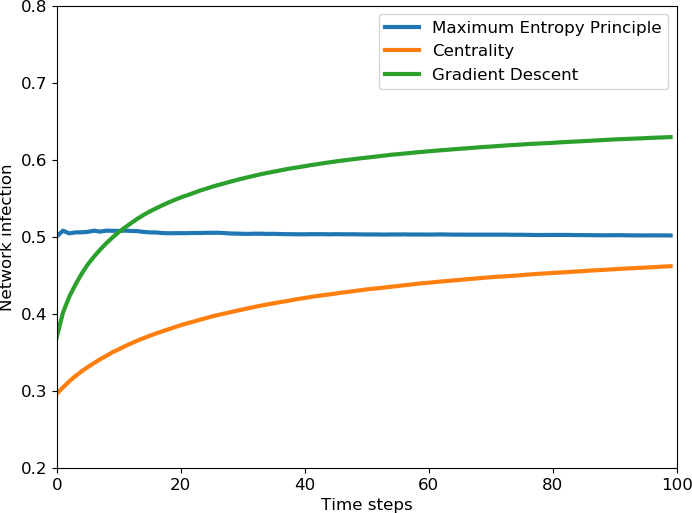 0.8
0.7
0.6
0.5
0.4
0.3
0.2
Network infection
Maximum Entropy Principle
Centrality
Gradient Descent
0 20 40 60 80 100
Time steps